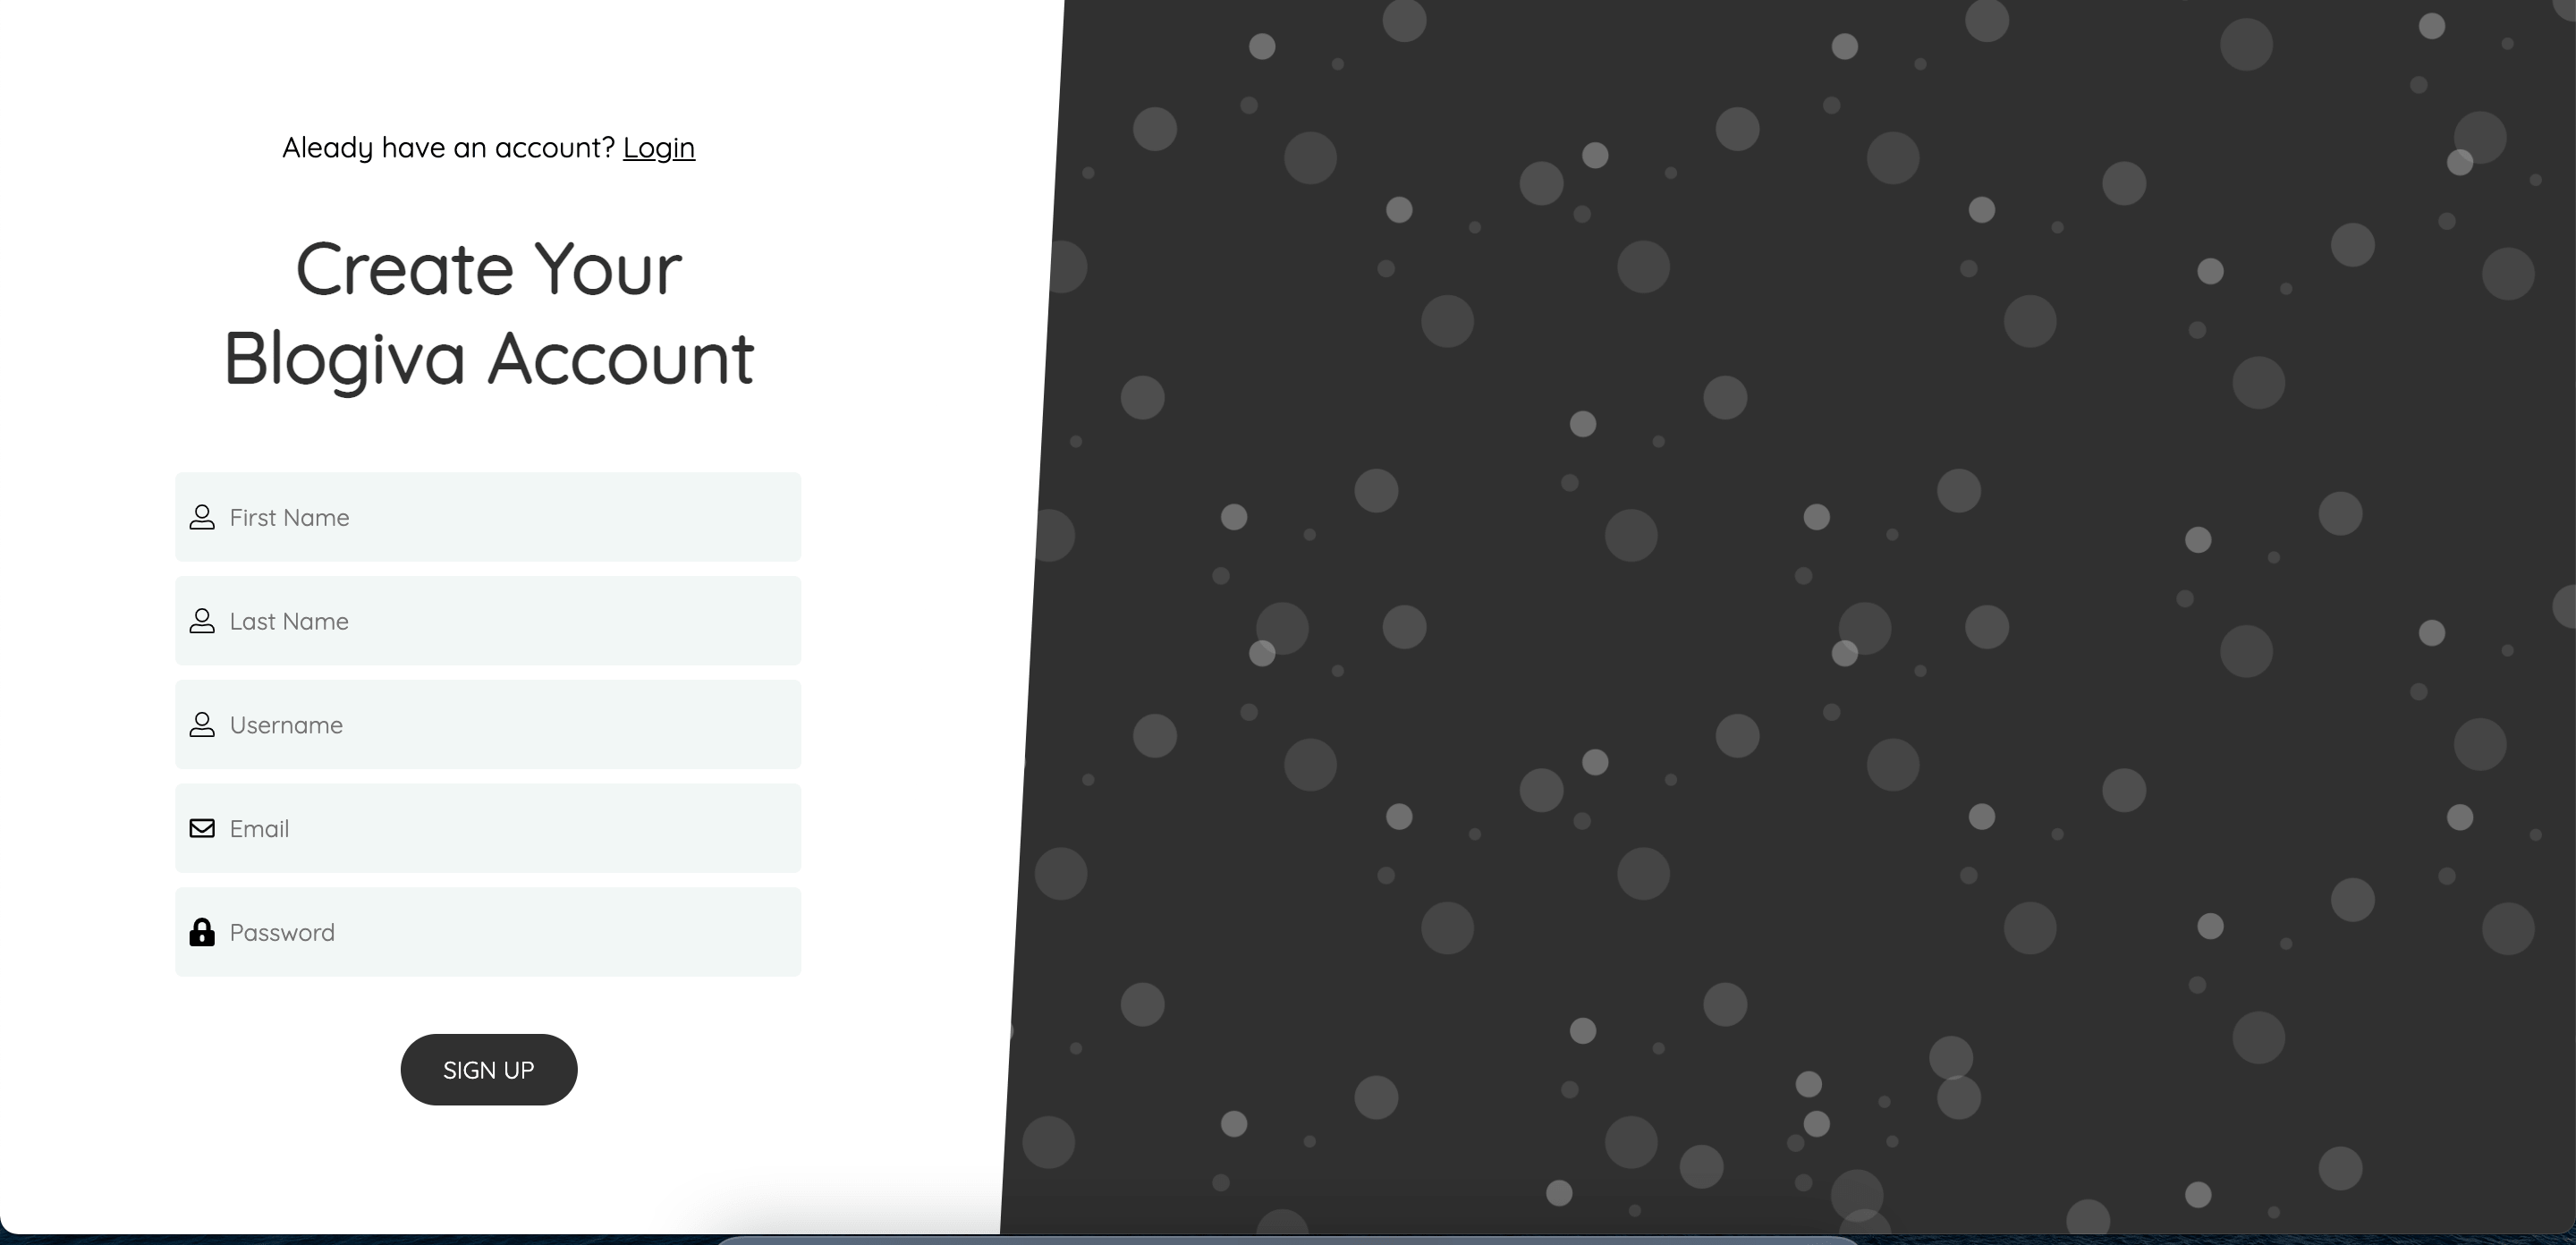 Aleady have an account? Login
Create Your
Blogiva Account
First Name
Last Name
Username
Email
Password
SIGN UP